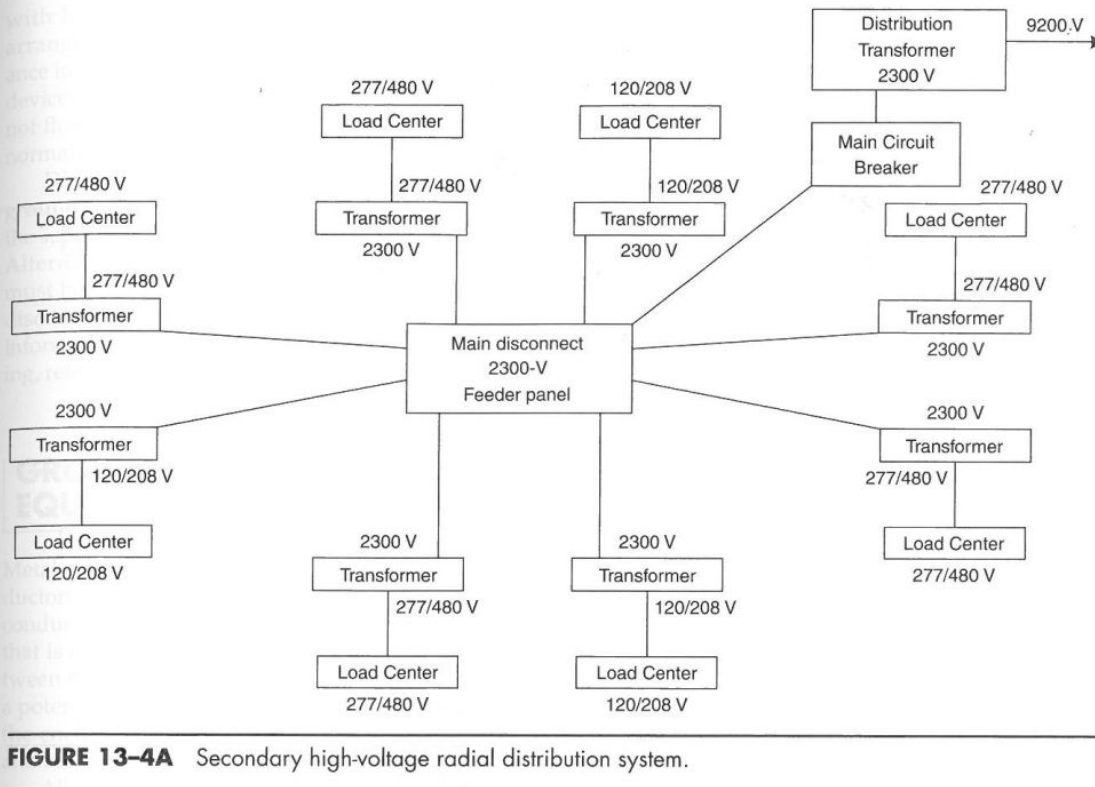 Distribution
Transformer
2300 V
9200 V
Main Circuit
Breaker
277/480 V
Load Center
277/480 V
Transformer
2300 V
120/208 V
Load Center
120/208 V
Transformer
2300 V
277/480 V
Load Center
277/480 V
Transformer
2300 V
277/480 V
Load Center
277/480 V
Transformer
2300 V
Main disconnect
2300-V
Feeder panel
2300 V
Transformer
120/208 V
Load Center
120/208 V
2300 V
Transformer
277/480 V
Load Center
277/480 V
2300 V
Transformer
277/480 V
Load Center
277/480 V
2300 V
Transformer
120/208 V
Load Center
120/208 V
FIGURE 13–4A Secondary high-voltage radial distribution system.